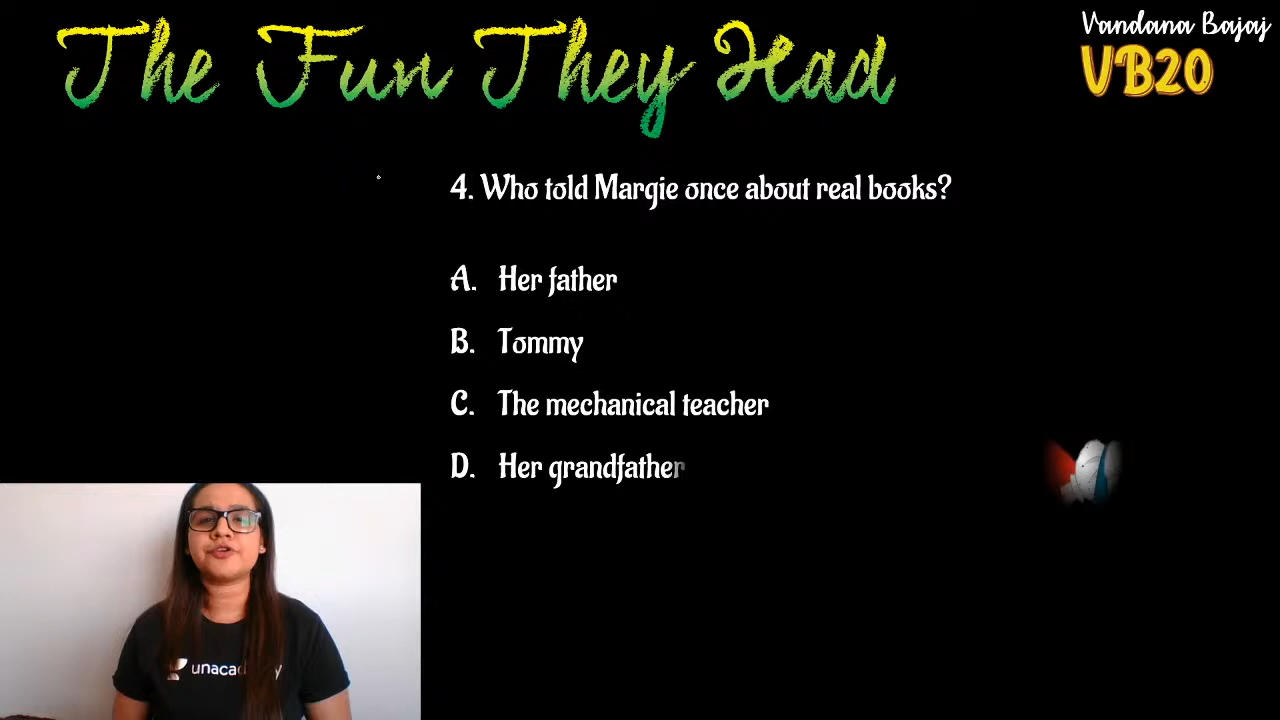 The Fun They Had
Vandana Bajaj
VB20
4. Who told Margie once about real books?
A. Her father
B. Tommy
C. The mechanical teacher
D. Her grandfather